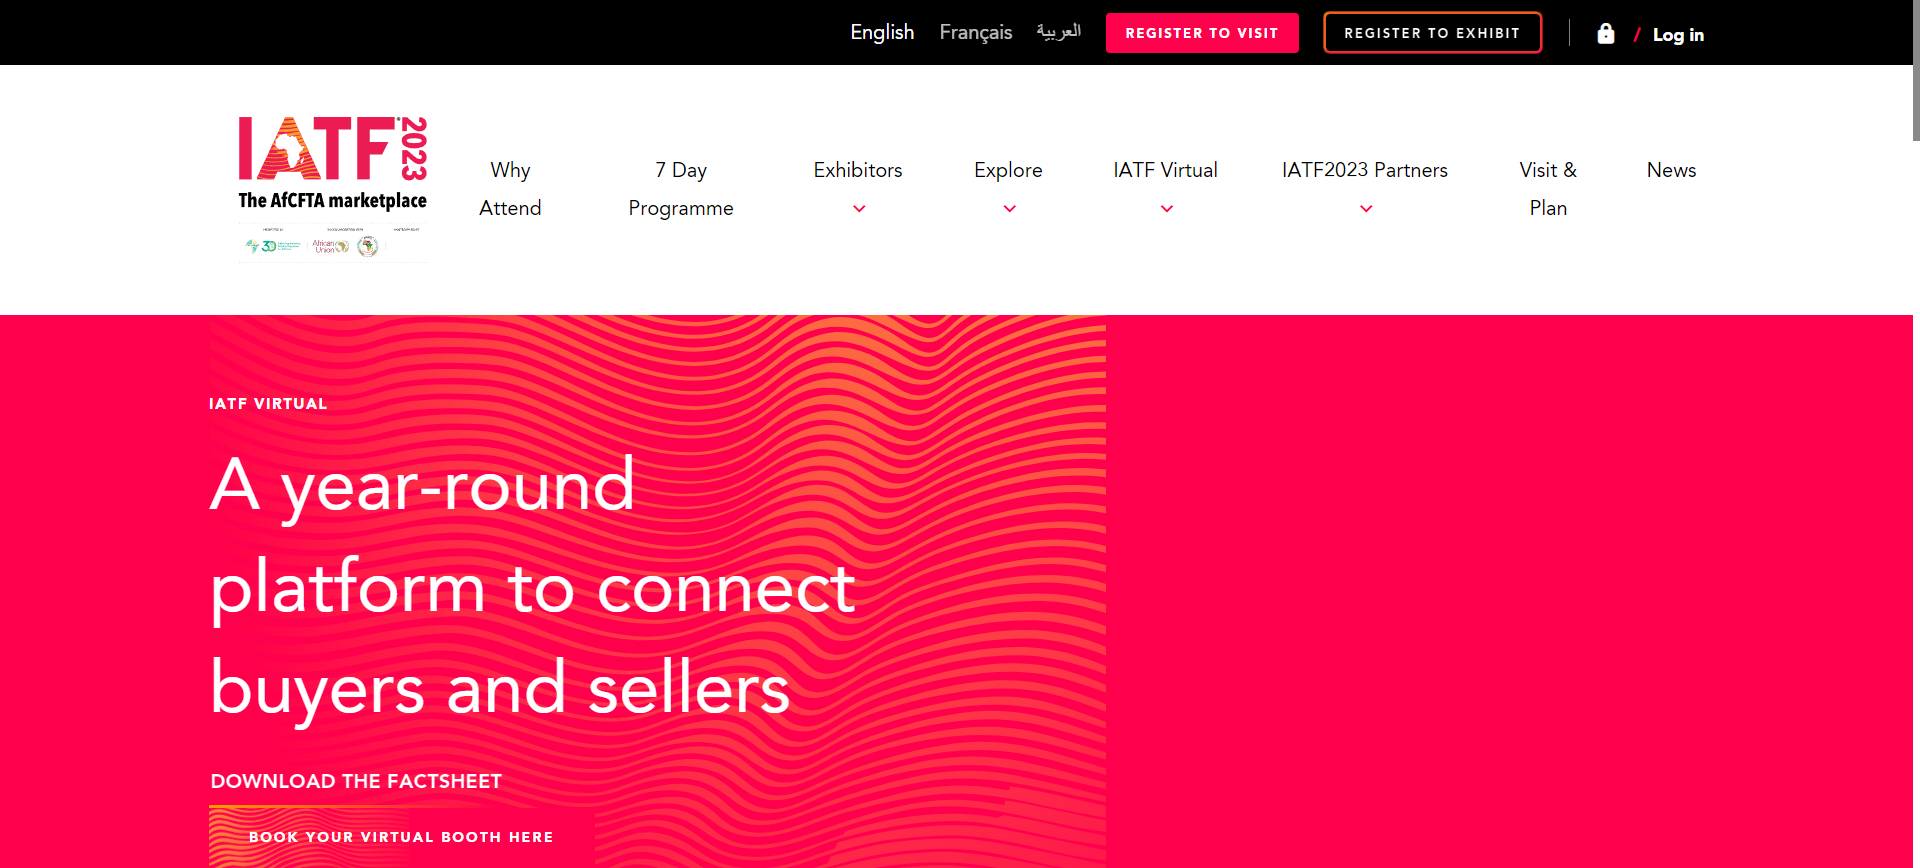 English Français العربية REGISTER TO VISIT REGISTER TO EXHIBIT / Log in
IATF 2023
The AfCFTA marketplace
African
Union
Why
Attend
7 Day
Programme
Exhibitors
Explore
IATF Virtual
IATF2023 Partners
Visit &
Plan
News
IATF VIRTUAL
A year-round
platform to connect
buyers and sellers
DOWNLOAD THE FACTSHEET
BOOK YOUR VIRTUAL BOOTH HERE